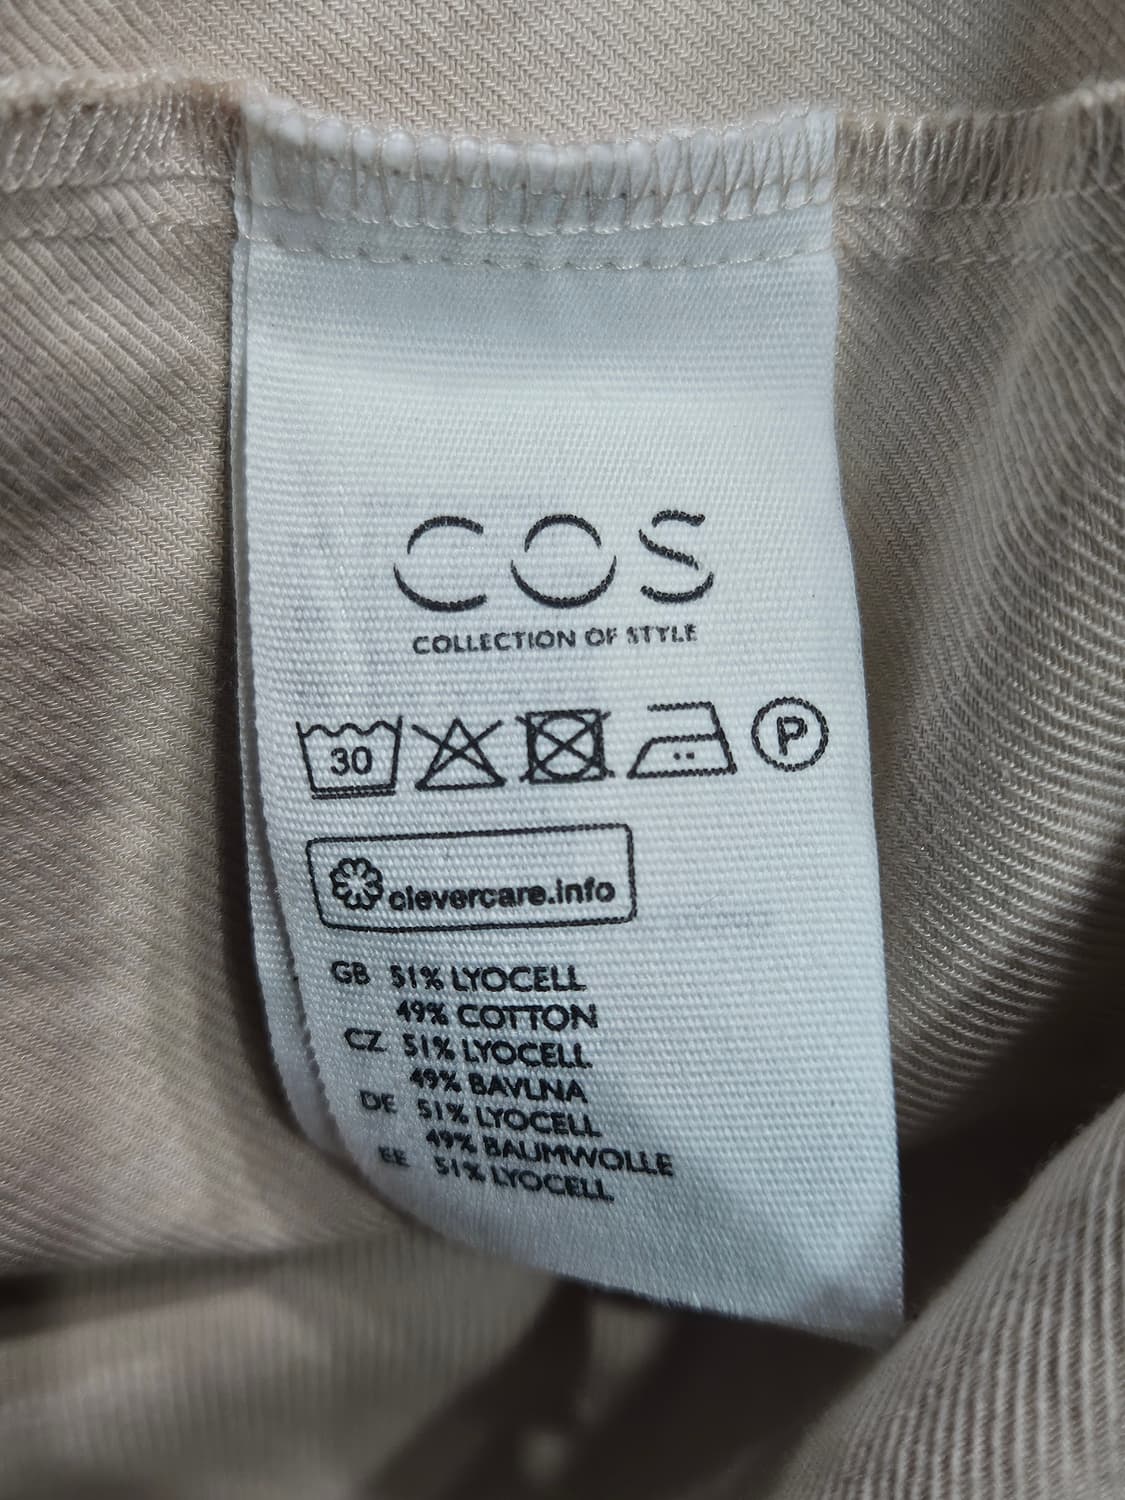 COS
COLLECTION OF STYLE
30
P
clevercare.info
GB 51% LYOCELL
49% COTTON
CZ 51% LYOCELL
49% BAVLNA
DE 51% LYOCELL
49% BAUMWOLLE
EE 51% LYOCELL